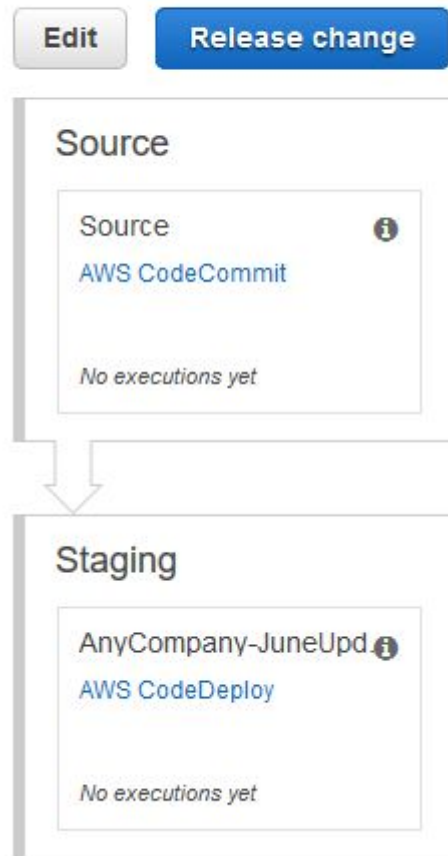 Edit
Release change
Source
Source
AWS CodeCommit
No executions yet
Staging
AnyCompany-JuneUpd
AWS CodeDeploy
No executions yet